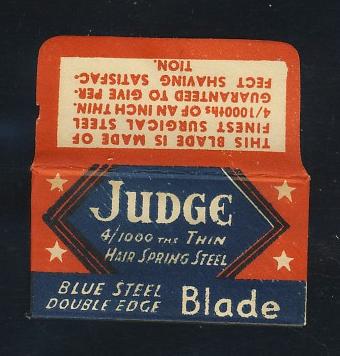 THIS BLADE IS MADE OF
FINEST SURGICAL STEEL
4/1000ths OF AN INCH THIN.
GUARANTEED TO GIVE PER-
FECT SHAVING SATISFAC-
TION.
JUDGE
4/1000 THS THIN
HAIR SPRING STEEL
BLUE STEEL
DOUBLE EDGE
Blade